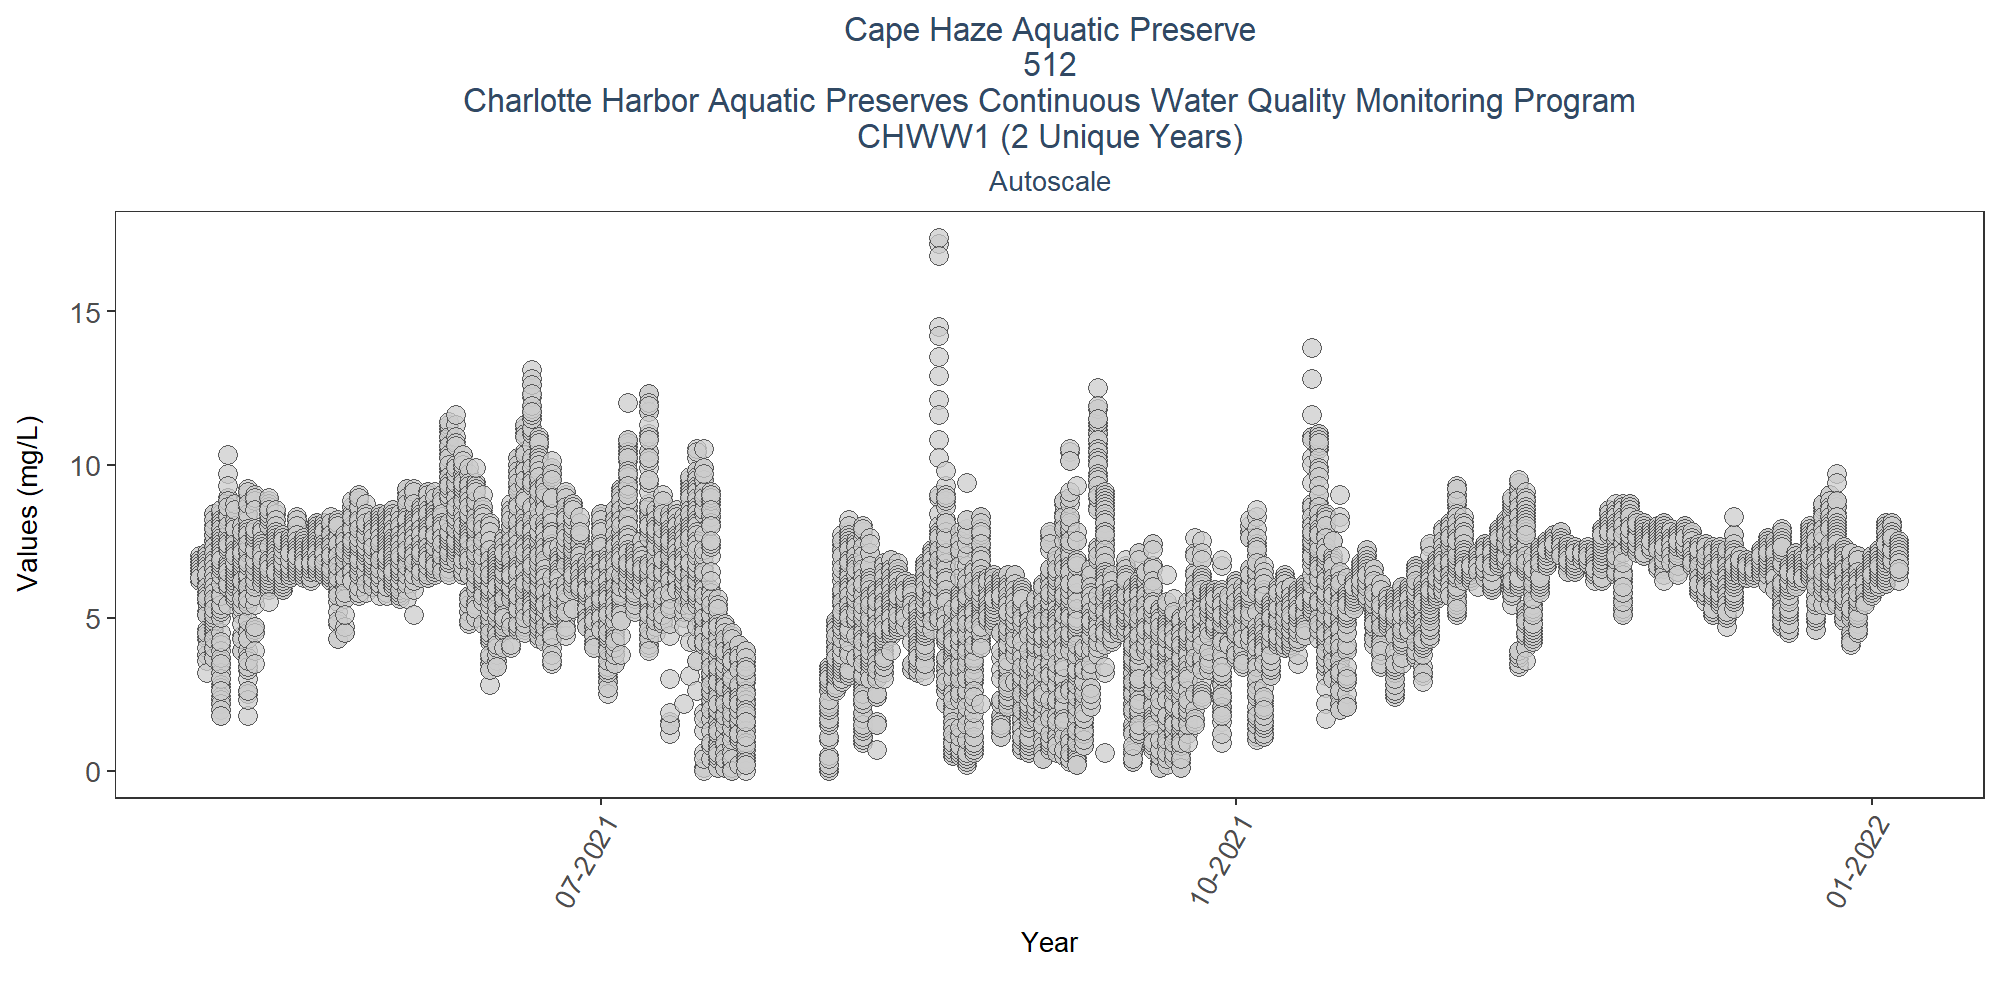 Cape Haze Aquatic Preserve
512
Charlotte Harbor Aquatic Preserves Continuous Water Quality Monitoring Program
CHWW1 (2 Unique Years)
Autoscale
Values (mg/L)
15
10
5
0
07-2021
10-2021
01-2022
Year